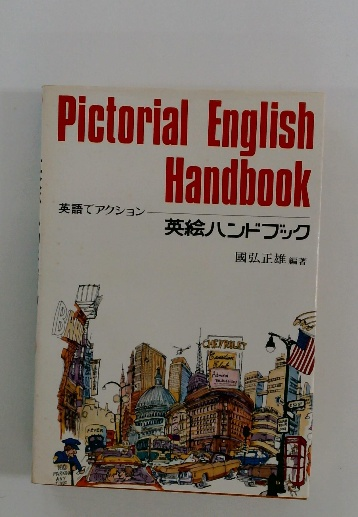 Pictorial English
Handbook
英語でアクション
英絵ハンドブック
國弘正雄 編著
CHEVROLET